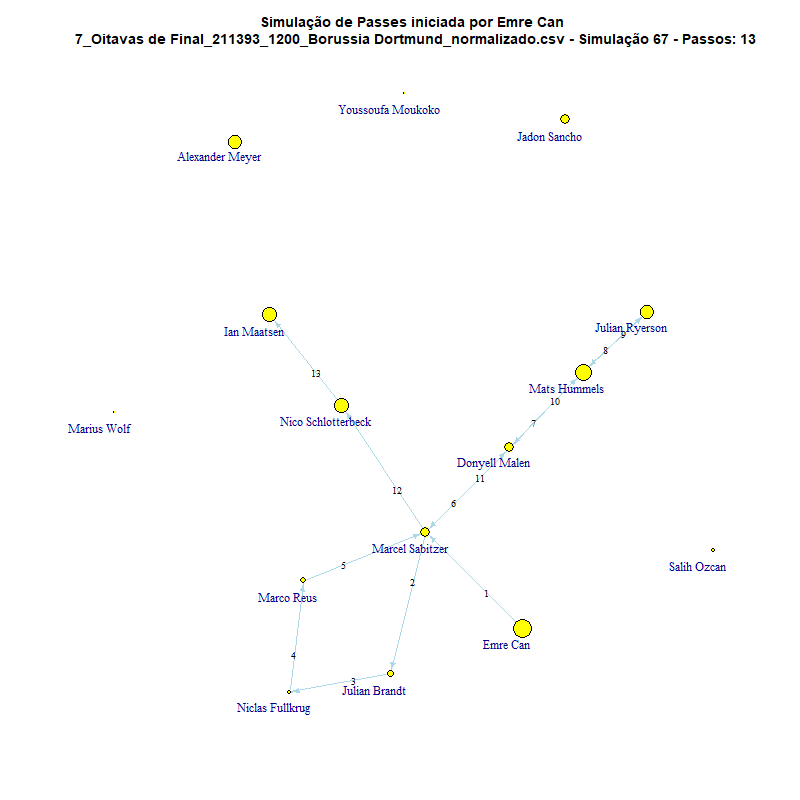 Simulação de Passes iniciada por Emre Can
7_Oitavas de Final_211393_1200_Borussia Dortmund_normalizado.csv - Simulação 67 - Passos: 13
Youssoufa Moukoko
Jadon Sancho
Alexander Meyer
Ian Maatsen
Julian Ryerson
9
8
13
Mats Hummels
10
Nico Schlotterbeck
7
Marius Wolf
Donyell Malen
11
12
6
Marcel Sabitzer
5
Salih Ozcan
2
1
Marco Reus
Emre Can
4
3
Julian Brandt
Niclas Fullkrug